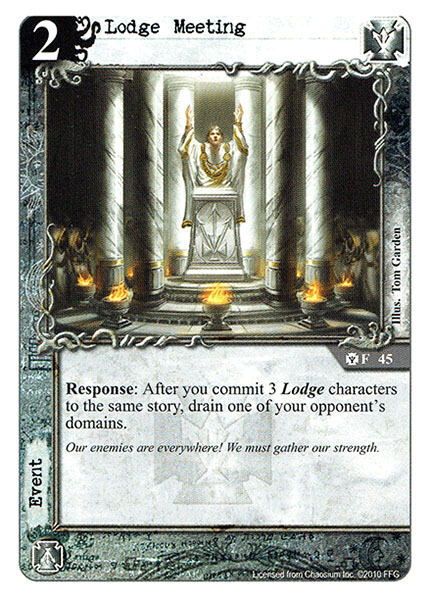 2
Lodge Meeting
Illus. Tom Garden
F 45
Response: After you commit 3 Lodge characters
to the same story, drain one of your opponent's
domains.
Our enemies are everywhere! We must gather our strength.
Event
Licensed from Chaosium Inc. ©2010 FFG